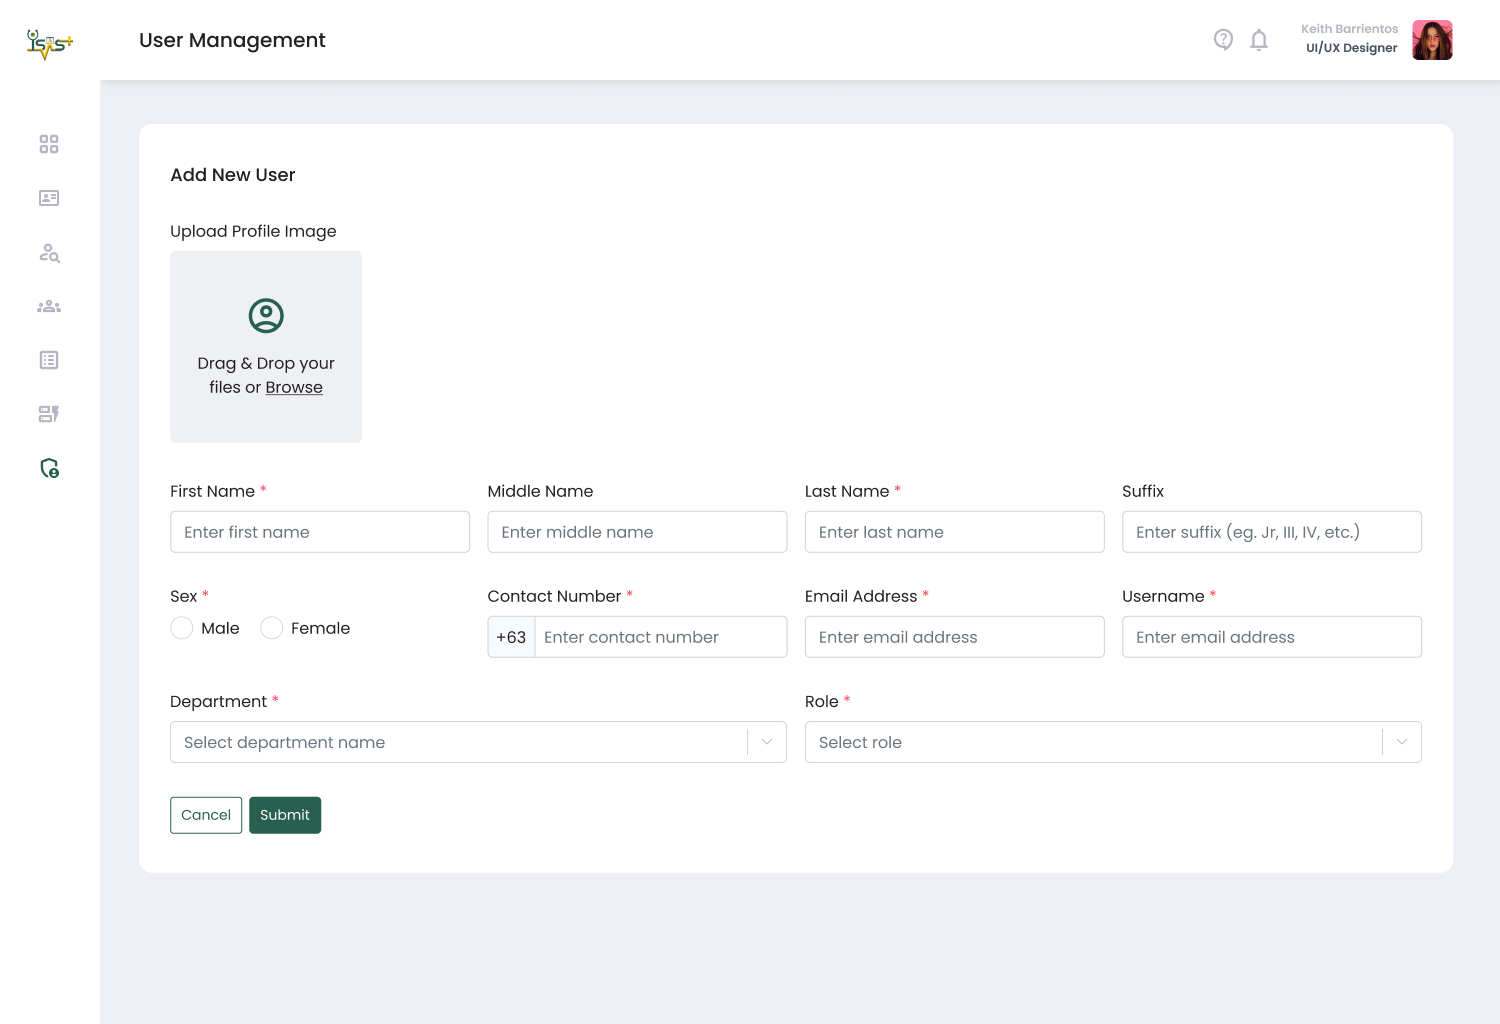 User Management
Keith Barrientos
UI/UX Designer
Add New User
Upload Profile Image
Drag & Drop your
files or Browse
First Name *
Middle Name
Last Name *
Suffix
Enter first name
Enter middle name
Enter last name
Enter suffix (eg. Jr, III, IV, etc.)
Sex *
Contact Number *
Email Address *
Username *
Male
Female
+63
Enter contact number
Enter email address
Enter email address
Department *
Role *
Select department name
Select role
Cancel
Submit